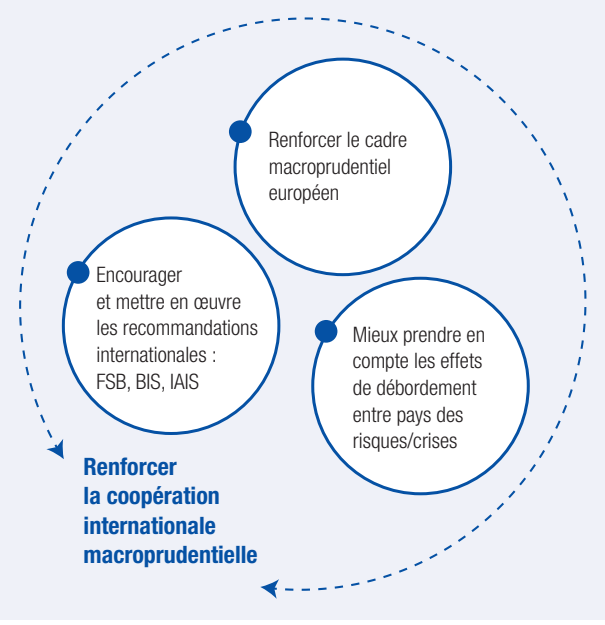 Renforcer le cadre
macroprudentiel
européen
Encourager
et mettre en œuvre
les recommandations
internationales :
FSB, BIS, IAIS
Mieux prendre en
compte les effets
de débordement
entre pays des
risques/crises
Renforcer
la coopération
internationale
macroprudentielle